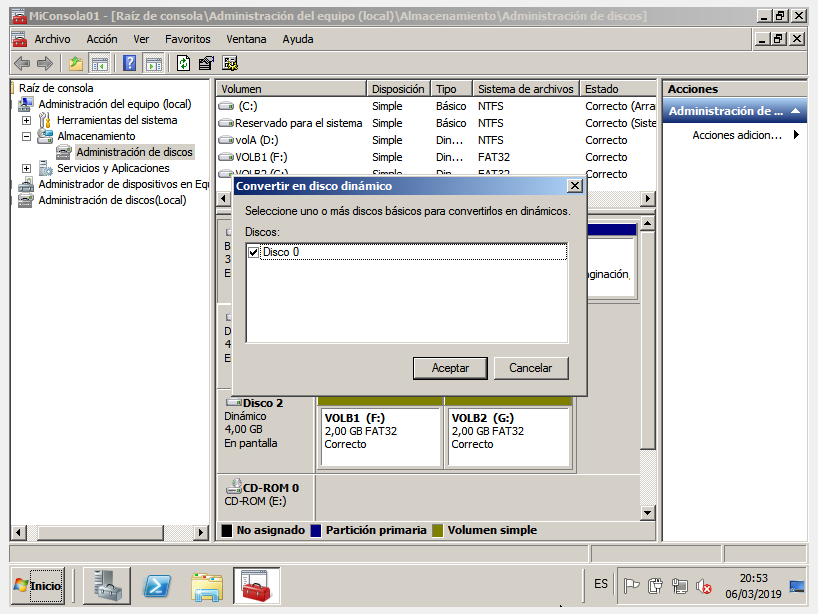 MiConsola01 - [Raíz de consola\Administración del equipo (local)\Almacenamiento\Administración de discos]
Archivo Acción Ver Favoritos Ventana Ayuda
Raíz de consola
Administración del equipo (local)
Herramientas del sistema
Almacenamiento
Administración de discos
Servicios y Aplicaciones
Administrador de dispositivos en Equ
Administración de discos(Local)
Volumen Disposición Tipo Sistema de archivos Estado
(C:) Simple Básico NTFS Correcto (Arra
Reservado para el sistema Simple Básico NTFS Correcto (Siste
volA (D:) Simple Din... NTFS Correcto
VOLB1 (F:) Simple Din... FAT32 Correcto
VOLB2 (G:) Simple Din... FAT32 Correcto
Acciones
Administración de ...
Acciones adicion...
Convertir en disco dinámico
Seleccione uno o más discos básicos para convertirlos en dinámicos.
Discos:
Disco 0
Aceptar Cancelar
B
3
E
ginación,
D
4
E
Disco 2
Dinámico
4,00 GB
En pantalla
VOLB1 (F:)
2,00 GB FAT32
Correcto
VOLB2 (G:)
2,00 GB FAT32
Correcto
CD-ROM 0
CD-ROM (E:)
No asignado Partición primaria Volumen simple
Inicio
ES
20:53
06/03/2019